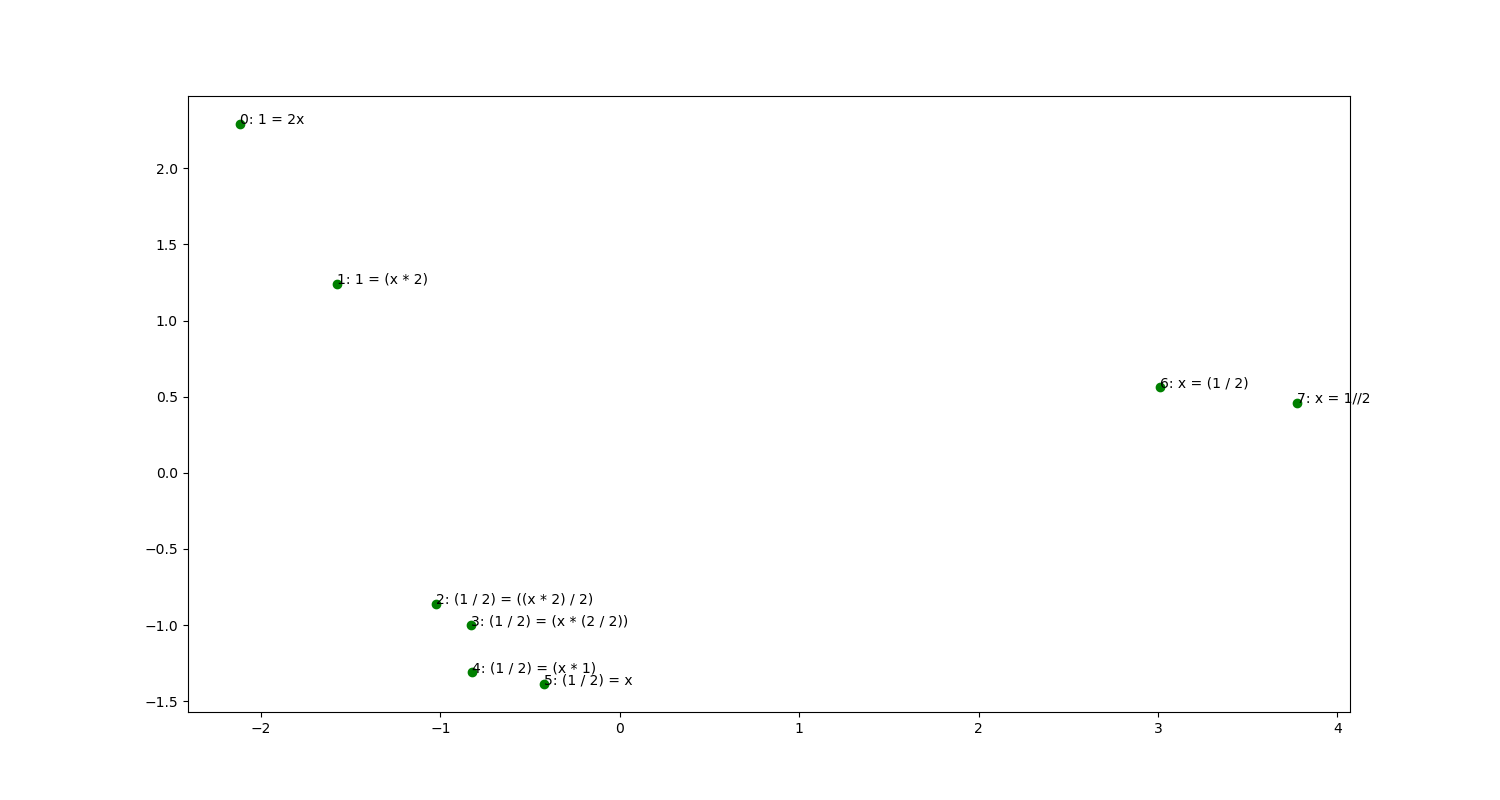 0: 1 = 2x
2.0
1.5
1: 1 = (x * 2)
1.0
0.5
6: x = (1 / 2)
7: x = 1//2
0.0
−0.5
2: (1 / 2) = ((x * 2) / 2)
−1.0
3: (1 / 2) = (x * (2 / 2))
4: (1 / 2) = (x * 1)
5: (1 / 2) = x
−1.5
−2 −1 0 1 2 3 4